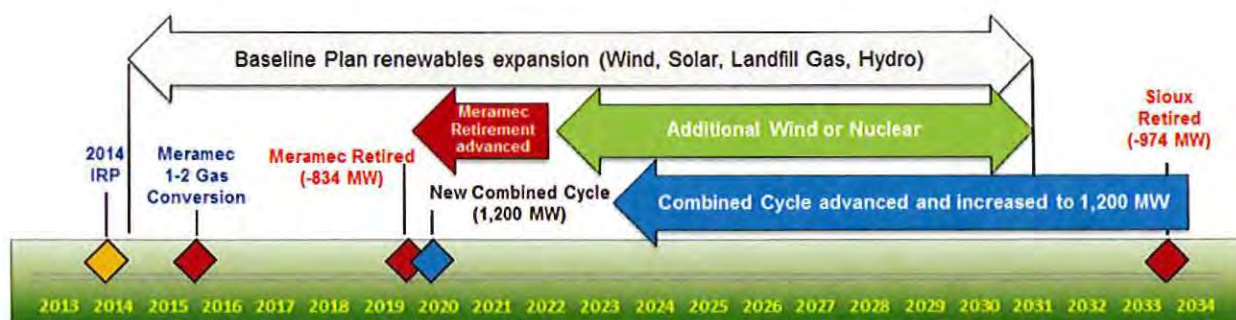 Baseline Plan renewables expansion (Wind, Solar, Landfill Gas, Hydro)
Meramec
Retirement
advanced
Additional Wind or Nuclear
Sioux
Retired
(-974 MW)
2014
IRP
Meramec
1-2 Gas
Conversion
Meramec Retired
(-834 MW)
New Combined Cycle
(1,200 MW)
Combined Cycle advanced and increased to 1,200 MW
2013 2014 2015 2016 2017 2018 2019 2020 2021 2022 2023 2024 2025 2026 2027 2028 2029 2030 2031 2032 2033 2034